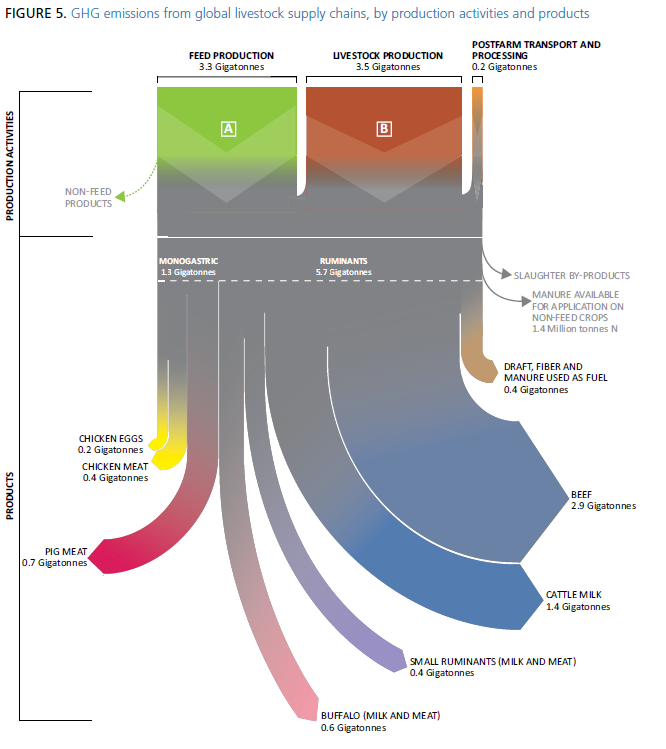 FIGURE 5. GHG emissions from global livestock supply chains, by production activities and products
FEED PRODUCTION
3.3 Gigatonnes
LIVESTOCK PRODUCTION
3.5 Gigatonnes
POSTFARM TRANSPORT AND
PROCESSING
0.2 Gigatonnes
PRODUCTION ACTIVITIES
A
B
NON-FEED
PRODUCTS
MONOGASTRIC
1.3 Gigatonnes
RUMINANTS
5.7 Gigatonnes
SLAUGHTER BY-PRODUCTS
MANURE AVAILABLE
FOR APPLICATION ON
NON-FEED CROPS
1.4 Million tonnes N
DRAFT, FIBER AND
MANURE USED AS FUEL
0.4 Gigatonnes
PRODUCTS
CHICKEN EGGS
0.2 Gigatonnes
CHICKEN MEAT
0.4 Gigatonnes
BEEF
2.9 Gigatonnes
PIG MEAT
0.7 Gigatonnes
CATTLE MILK
1.4 Gigatonnes
SMALL RUMINANTS (MILK AND MEAT)
0.4 Gigatonnes
BUFFALO (MILK AND MEAT)
0.6 Gigatonnes